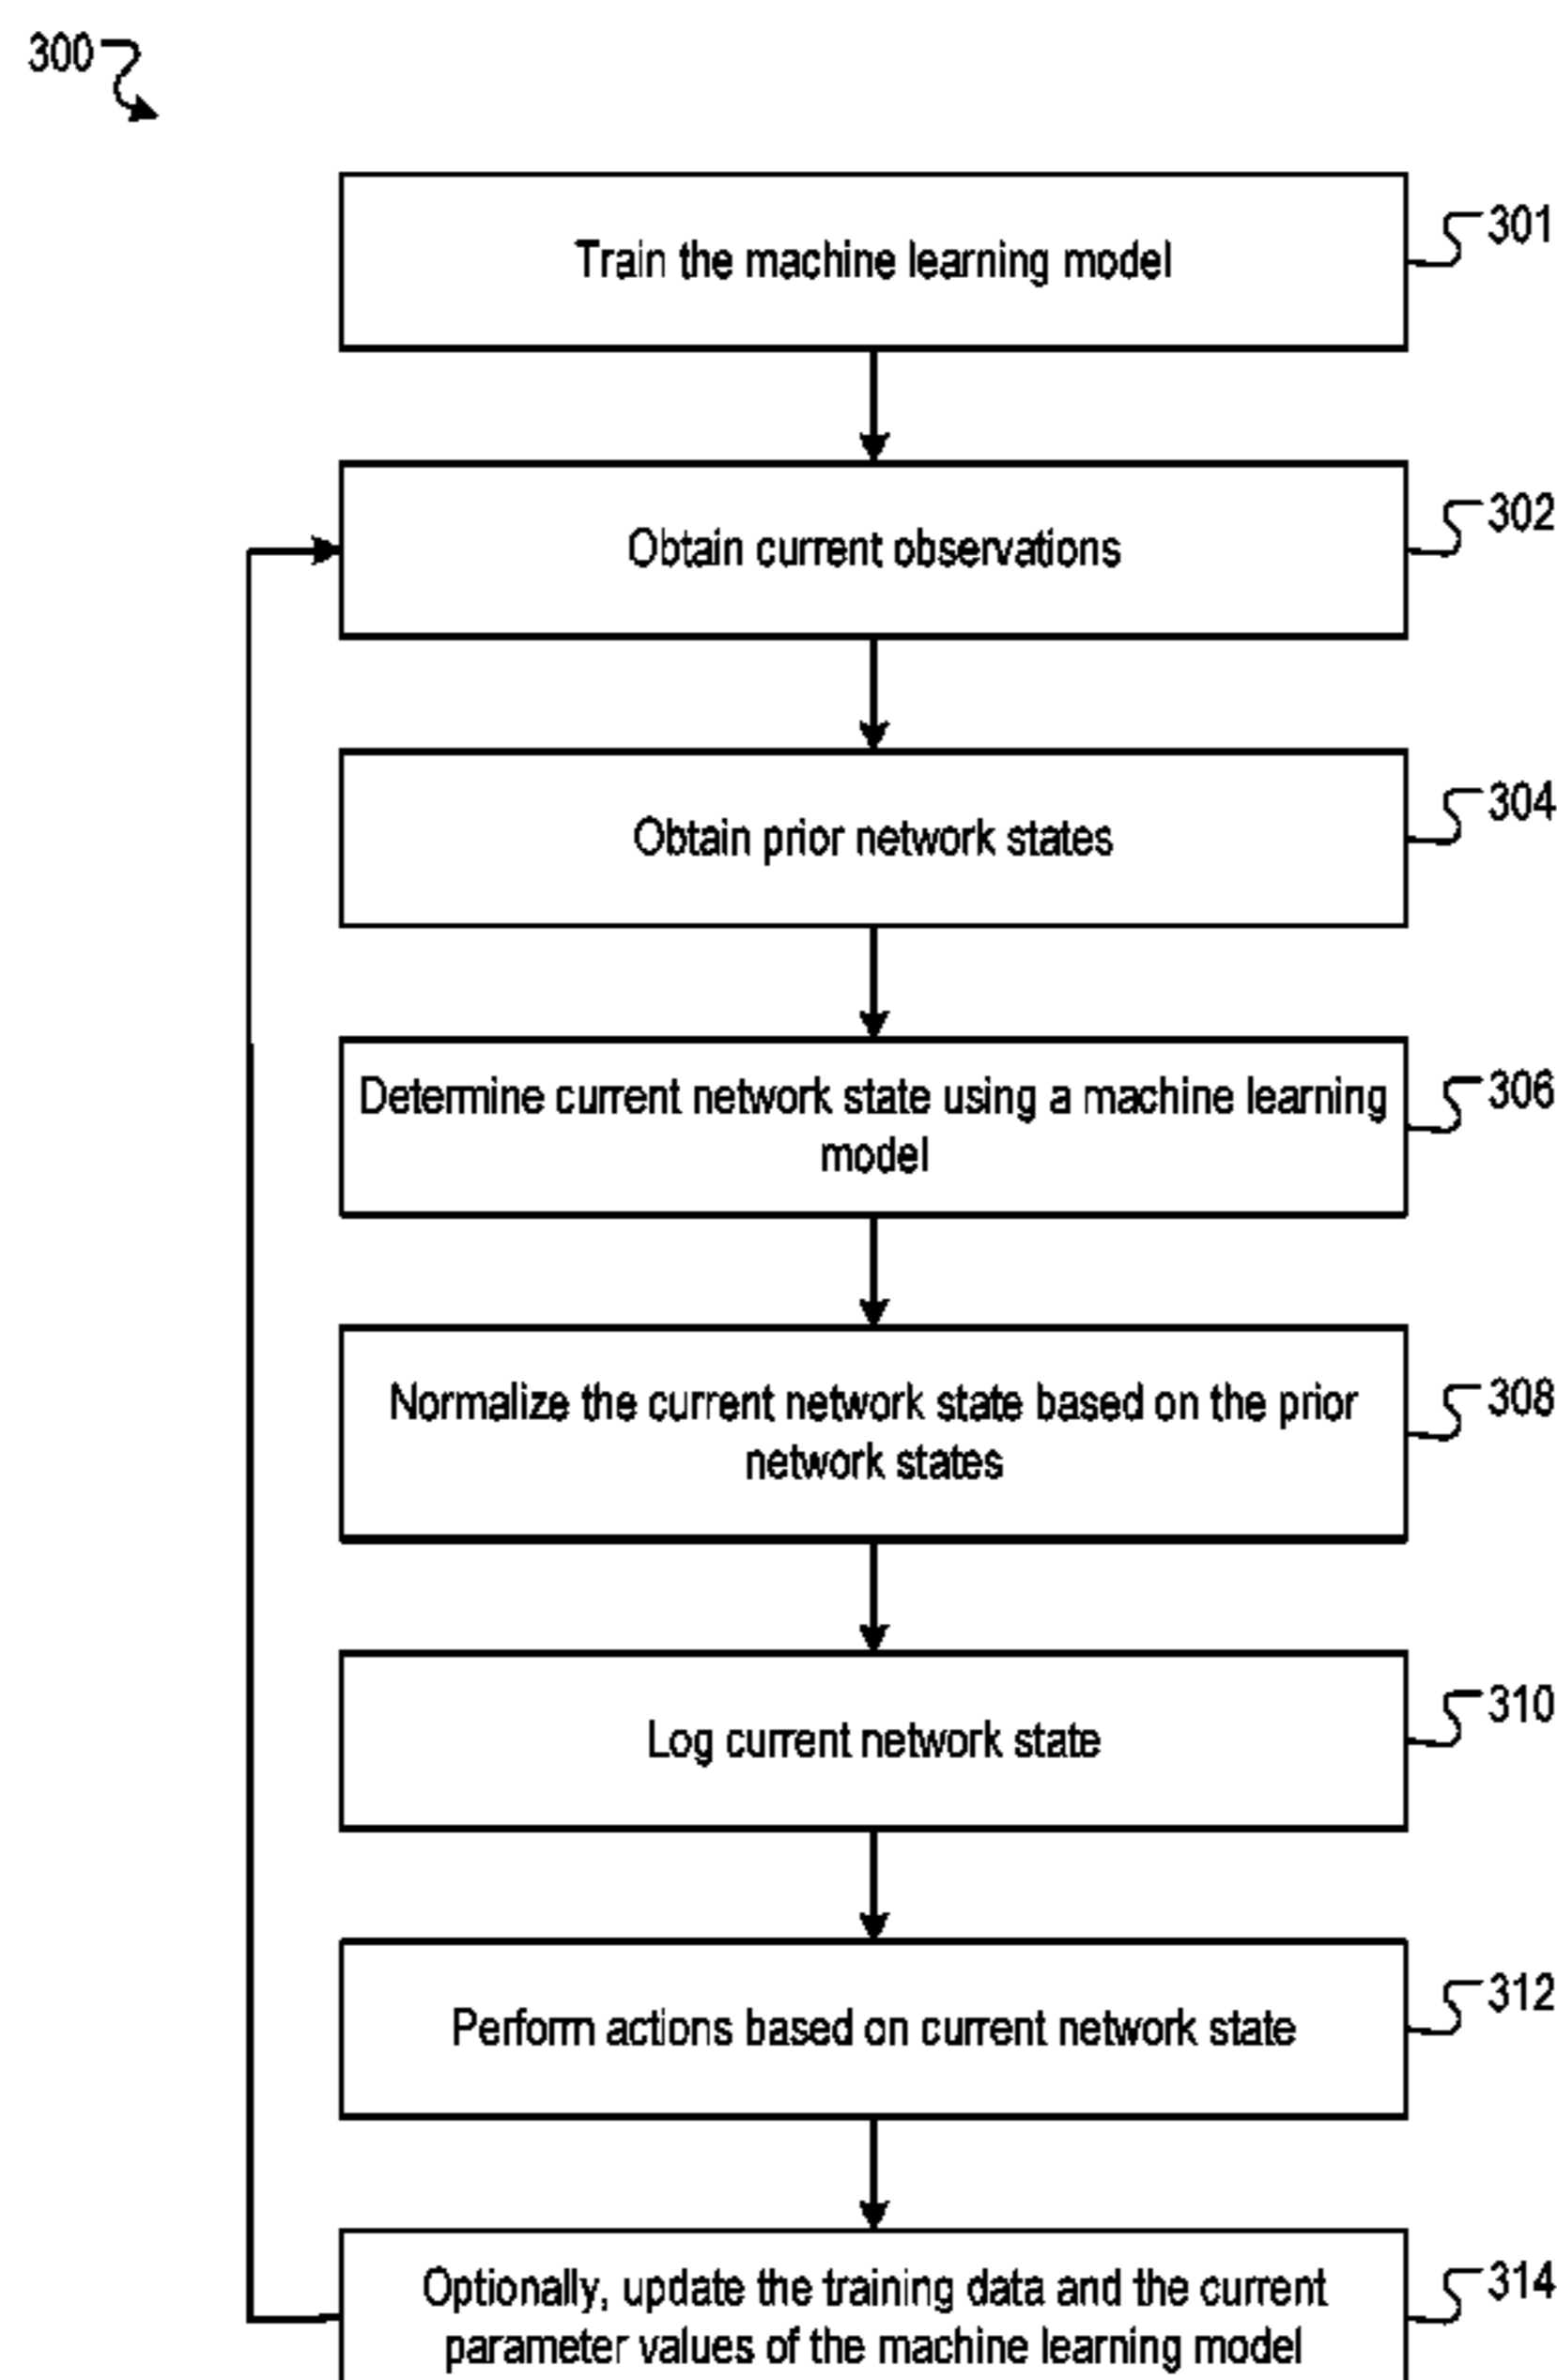 300
Train the machine learning model
301
Obtain current observations
302
Obtain prior network states
304
Determine current network state using a machine learning
model
306
Normalize the current network state based on the prior
network states
308
Log current network state
310
Perform actions based on current network state
312
Optionally, update the training data and the current
parameter values of the machine learning model
314